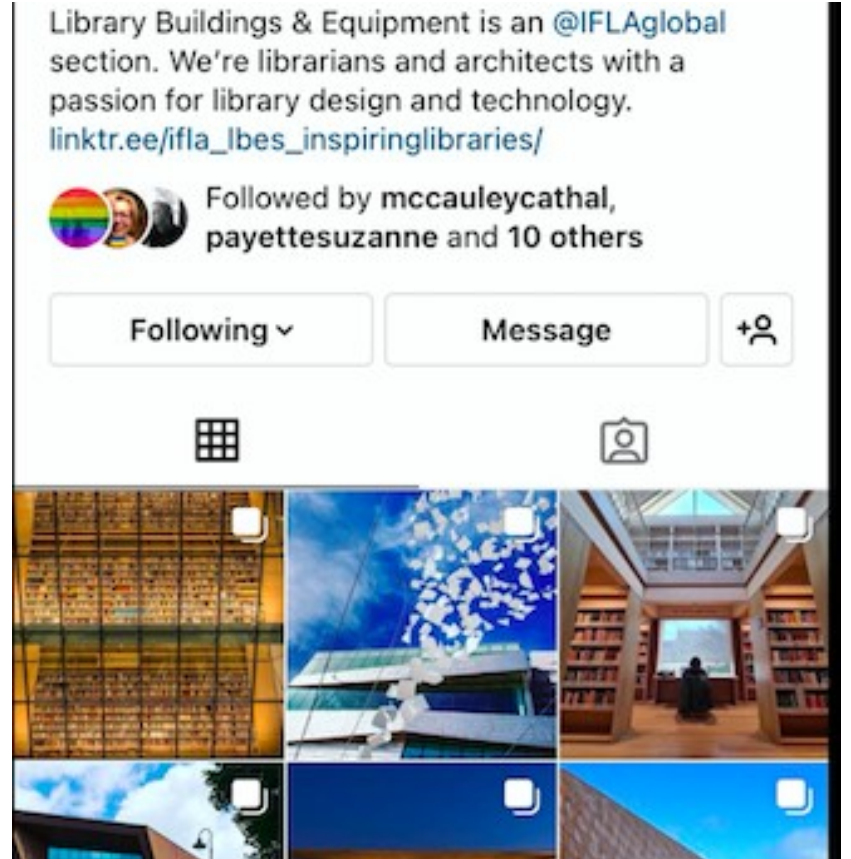 Library Buildings & Equipment is an @IFLAglobal
section. We’re librarians and architects with a
passion for library design and technology.
linktr.ee/ifla_lbes_inspiringlibraries/
Followed by mccauleycathal,
payettesuzanne and 10 others
Following
Message